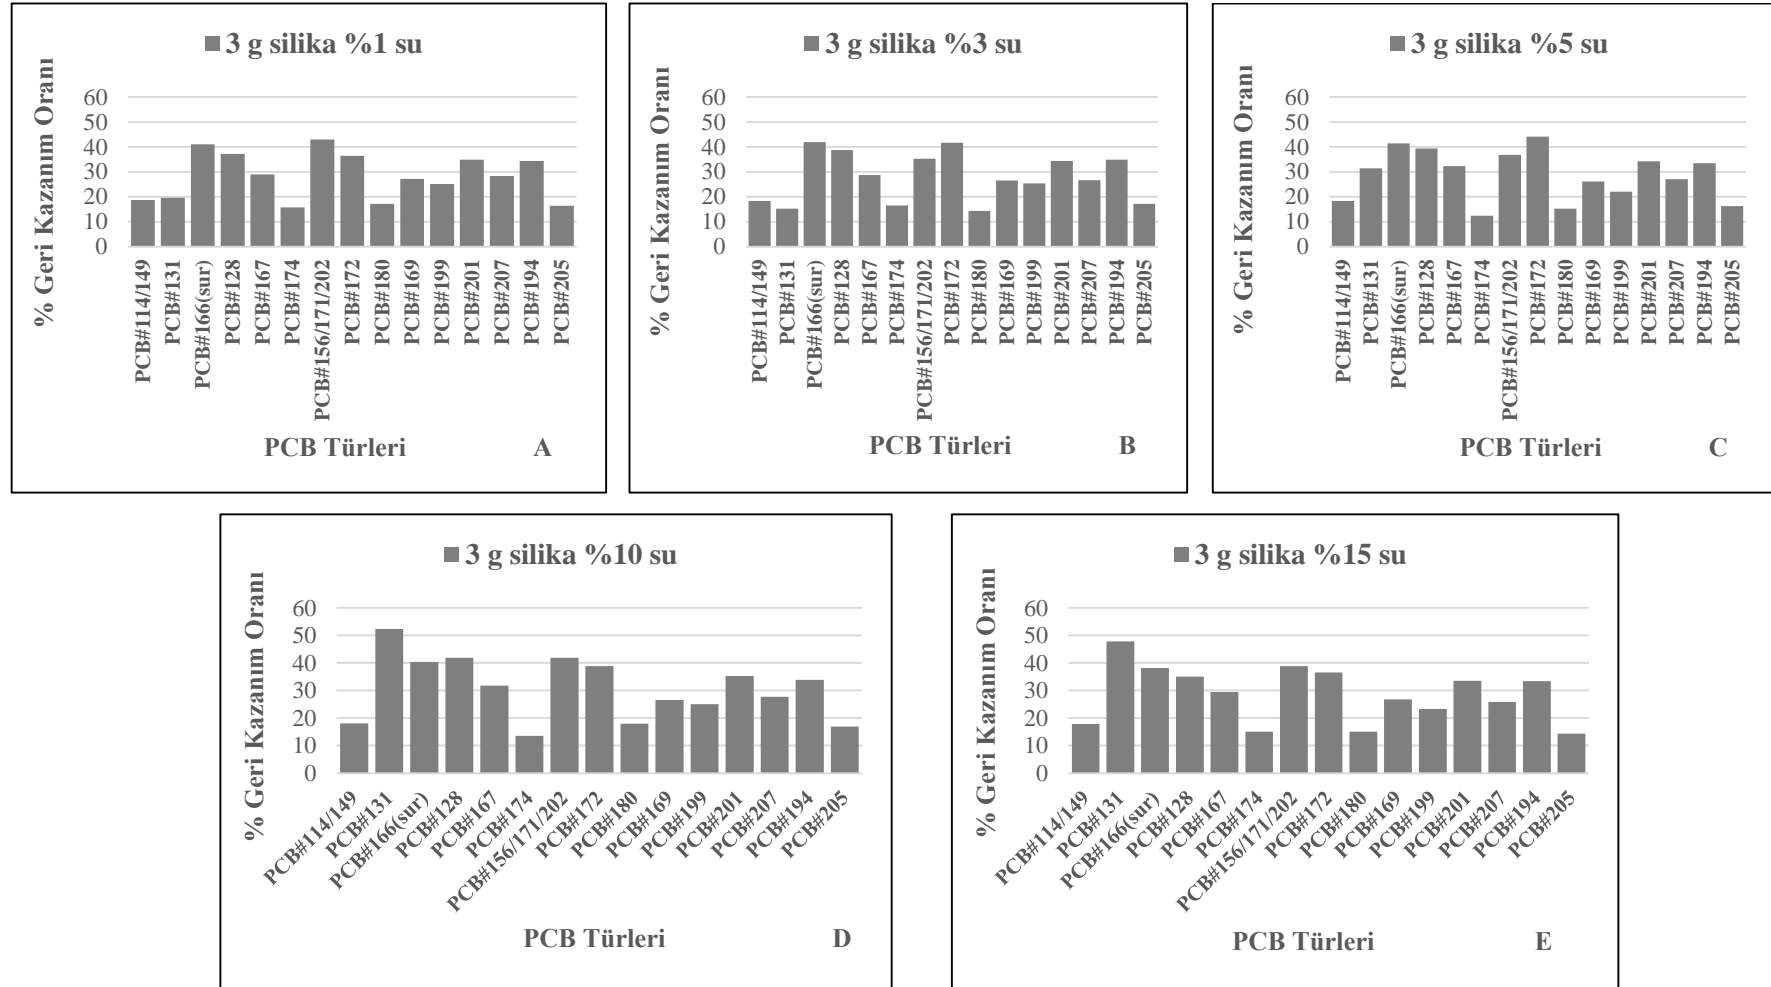 3 g silika %1 su
% Geri Kazanım Oranı
60
50
40
30
20
10
0
PCB#114/149
PCB#131
PCB#166(sur)
PCB#128
PCB#167
PCB#174
PCB#156/171/202
PCB#172
PCB#180
PCB#169
PCB#199
PCB#201
PCB#207
PCB#194
PCB#205
PCB Türleri
A
3 g silika %3 su
% Geri Kazanım Oranı
60
50
40
30
20
10
0
PCB#114/149
PCB#131
PCB#166(sur)
PCB#128
PCB#167
PCB#174
PCB#156/171/202
PCB#172
PCB#180
PCB#169
PCB#199
PCB#201
PCB#207
PCB#194
PCB#205
PCB Türleri
B
3 g silika %5 su
% Geri Kazanım Oranı
60
50
40
30
20
10
0
PCB#114/149
PCB#131
PCB#166(sur)
PCB#128
PCB#167
PCB#174
PCB#156/171/202
PCB#172
PCB#180
PCB#169
PCB#199
PCB#201
PCB#207
PCB#194
PCB#205
PCB Türleri
C
3 g silika %10 su
% Geri Kazanım Oranı
60
50
40
30
20
10
0
PCB#114/149
PCB#131
PCB#166(sur)
PCB#128
PCB#167
PCB#174
PCB#156/171/202
PCB#172
PCB#180
PCB#169
PCB#199
PCB#201
PCB#207
PCB#194
PCB#205
PCB Türleri
D
3 g silika %15 su
% Geri Kazanım Oranı
60
50
40
30
20
10
0
PCB#114/149
PCB#131
PCB#166(sur)
PCB#128
PCB#167
PCB#174
PCB#156/171/202
PCB#172
PCB#180
PCB#169
PCB#199
PCB#201
PCB#207
PCB#194
PCB#205
PCB Türleri
E